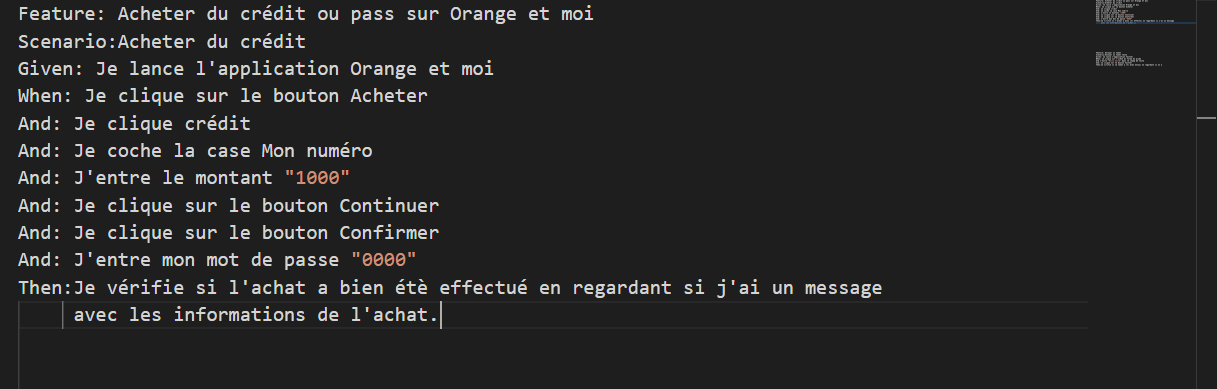 Feature: Acheter du crédit ou pass sur Orange et moi
Scenario:Acheter du crédit
Given: Je lance l'application Orange et moi
When: Je clique sur le bouton Acheter
And: Je clique crédit
And: Je coche la case Mon numéro
And: J'entre le montant "1000"
And: Je clique sur le bouton Continuer
And: Je clique sur le bouton Confirmer
And: J'entre mon mot de passe "0000"
Then:Je vérifie si l'achat a bien étè effectué en regardant si j'ai un message
avec les informations de l'achat.